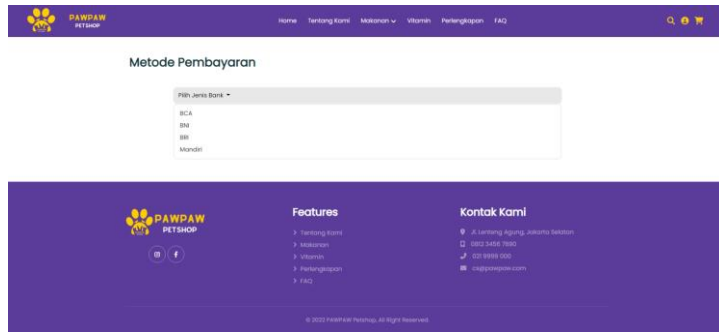 PAWPAW
PETSHOP
Home Tentang Kami Makanan Vitamin Perlengkapan FAQ
Metode Pembayaran
Pilih Jenis Bank
BCA
BNI
BRI
Mandiri
PAWPAW
PETSHOP
Features
> Tentang Kami
> Makanan
> Vitamin
> Perlengkapan
> FAQ
Kontak Kami
Jl. Lenteng Agung, Jakarta Selatan
0812 3456 7890
021 9999 000
cs@pawpaw.com
© 2022 PAWPAW Petshop, All Right Reserved.